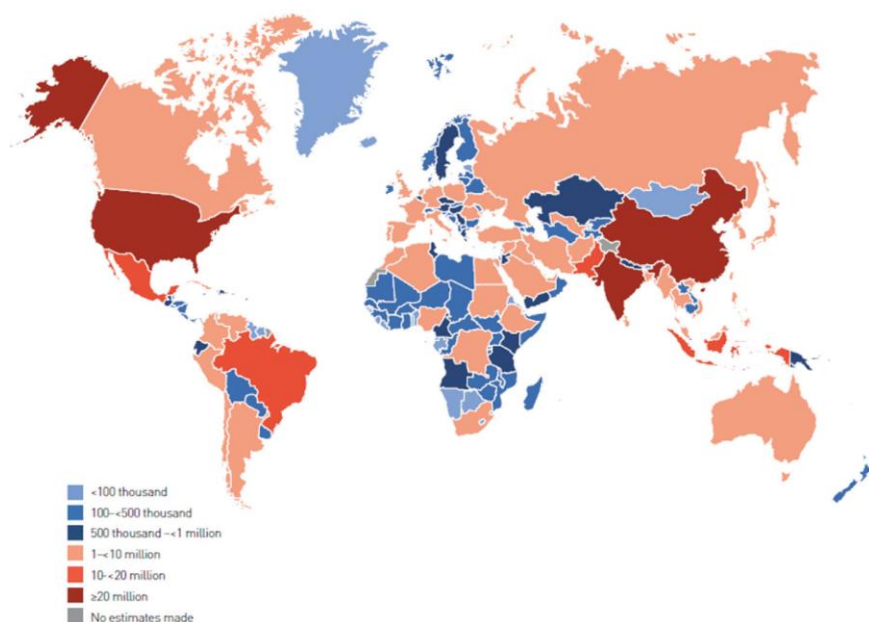 <100 thousand
100-<500 thousand
500 thousand –<1 million
1–<10 million
10-<20 million
≥20 million
No estimates made